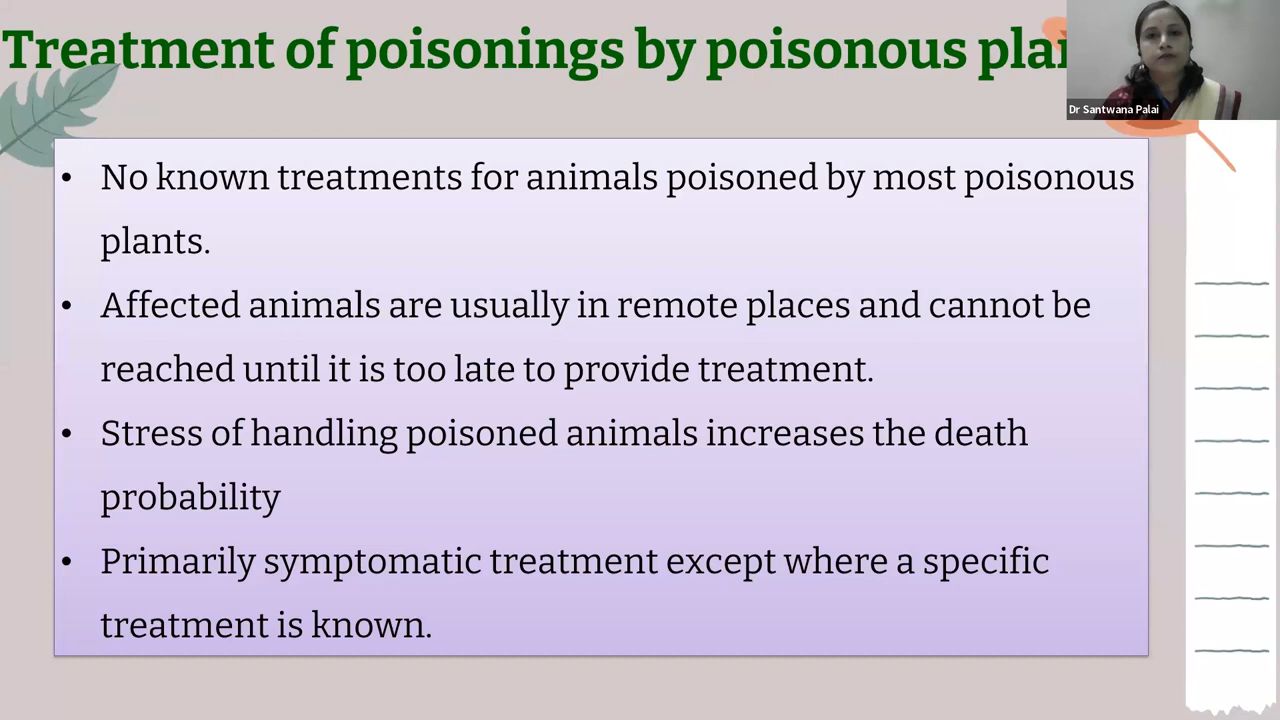 Treatment of poisonings by poisonous
Dr Santwana Palai
• No known treatments for animals poisoned by most poisonous
plants.
• Affected animals are usually in remote places and cannot be
reached until it is too late to provide treatment.
• Stress of handling poisoned animals increases the death
probability
• Primarily symptomatic treatment except where a specific
treatment is known.